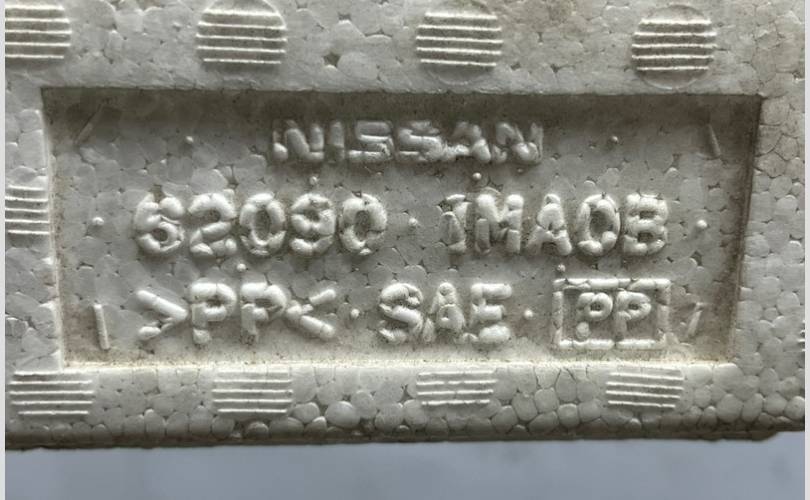 NISSAN
62090 · 1MA0B
>PP< · SAE · PP